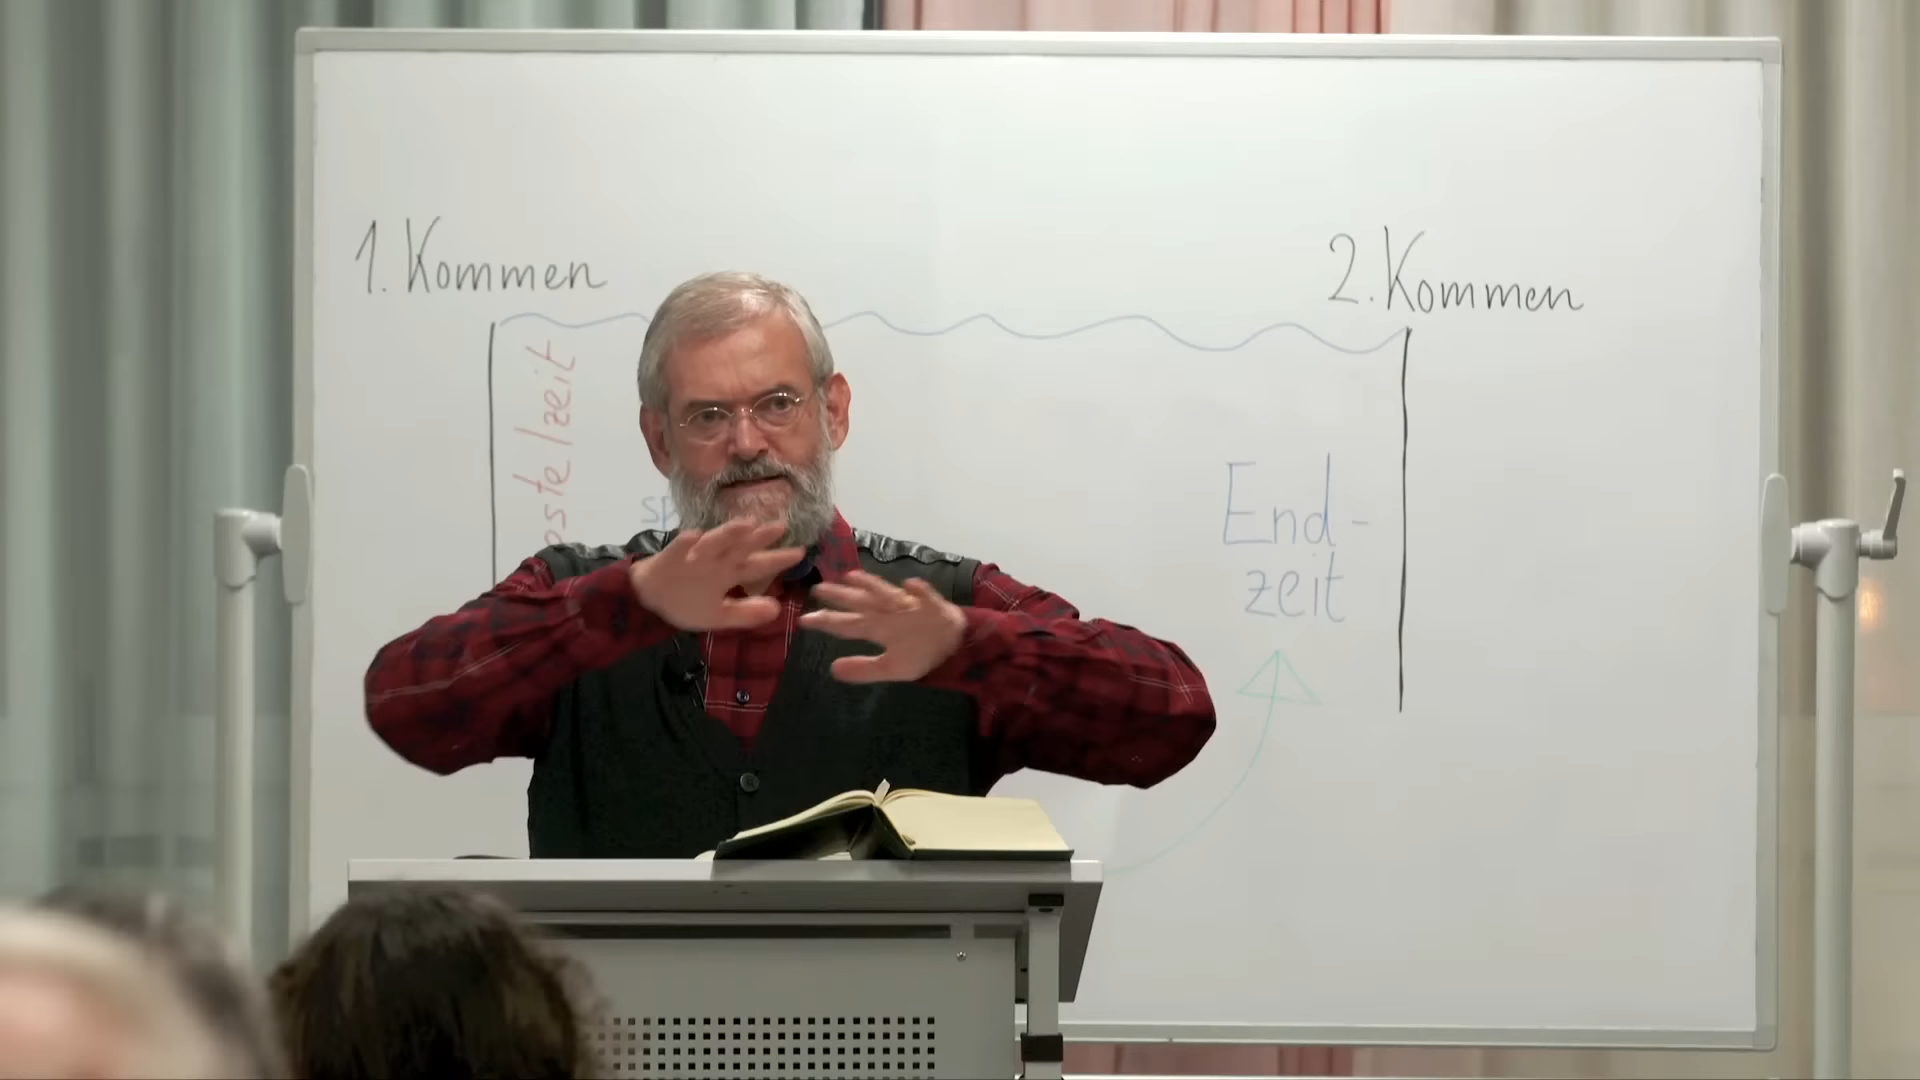 1. Kommen
2. Kommen
End-
zeit